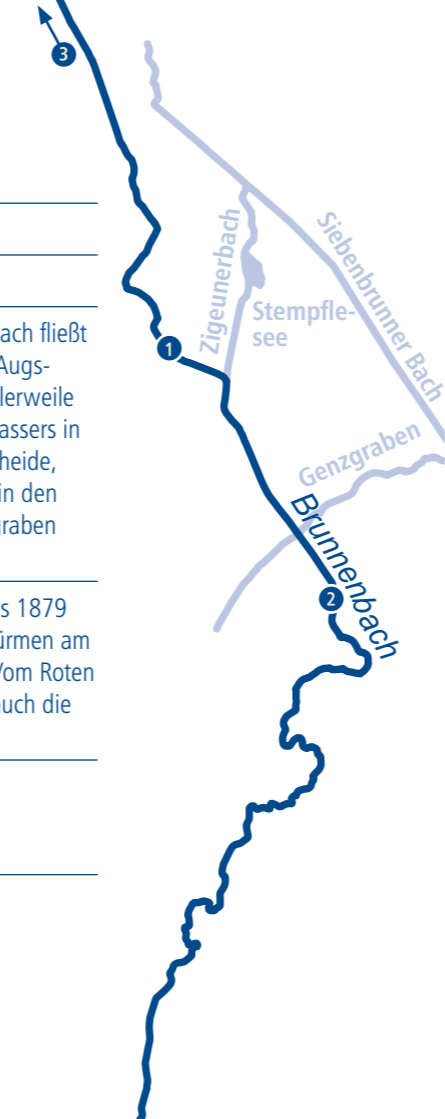 3
ach fließt
Augs-
lerweile
assers in
heide,
in den
graben
s 1879
ürmen am
Vom Roten
auch die
Zigeunerbach
Siebenbrunner Bach
Stempfle-
see
1
Genzgraben
Brunnenbach
2